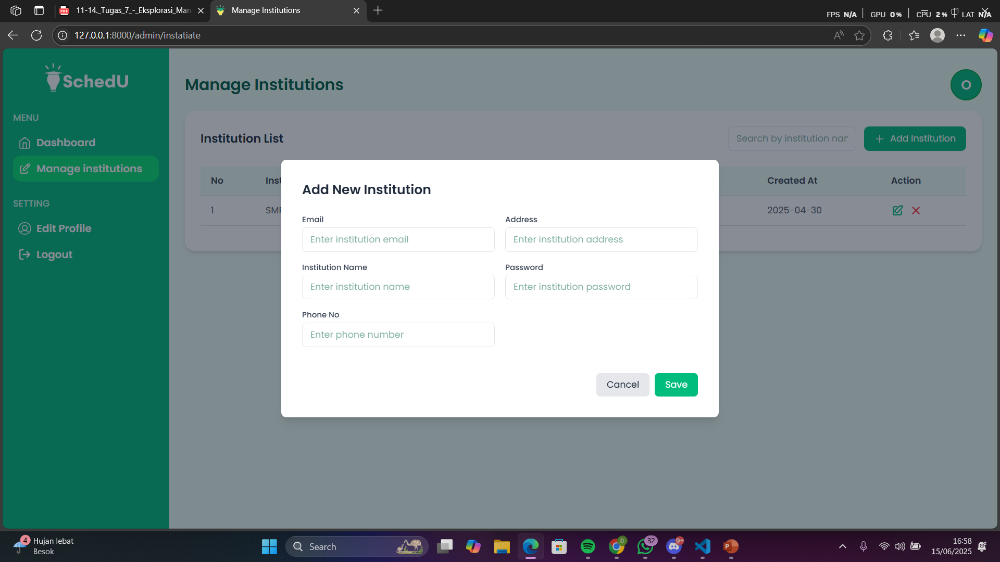 11-14._Tugas_7_-_Eksplorasi_Man
Manage Institutions
FPS N/A GPU 0% CPU 2% LAT N/A
127.0.0.1:8000/admin/instatiate
SchedU
MENU
Dashboard
Manage institutions
SETTING
Edit Profile
Logout
Manage Institutions
O
Institution List
Search by institution nar
Add Institution
No Inst Created At Action
1 SMP 2025-04-30
Add New Institution
Email Address
Enter institution email Enter institution address
Institution Name Password
Enter institution name Enter institution password
Phone No
Enter phone number
Cancel Save
4 Hujan lebat
Besok
Search
D
32
9+
16:58
15/06/2025